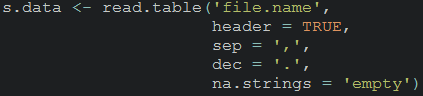 s.data <- read.table('file.name',
header = TRUE,
sep = ',',
dec = '.',
na.strings = 'empty')